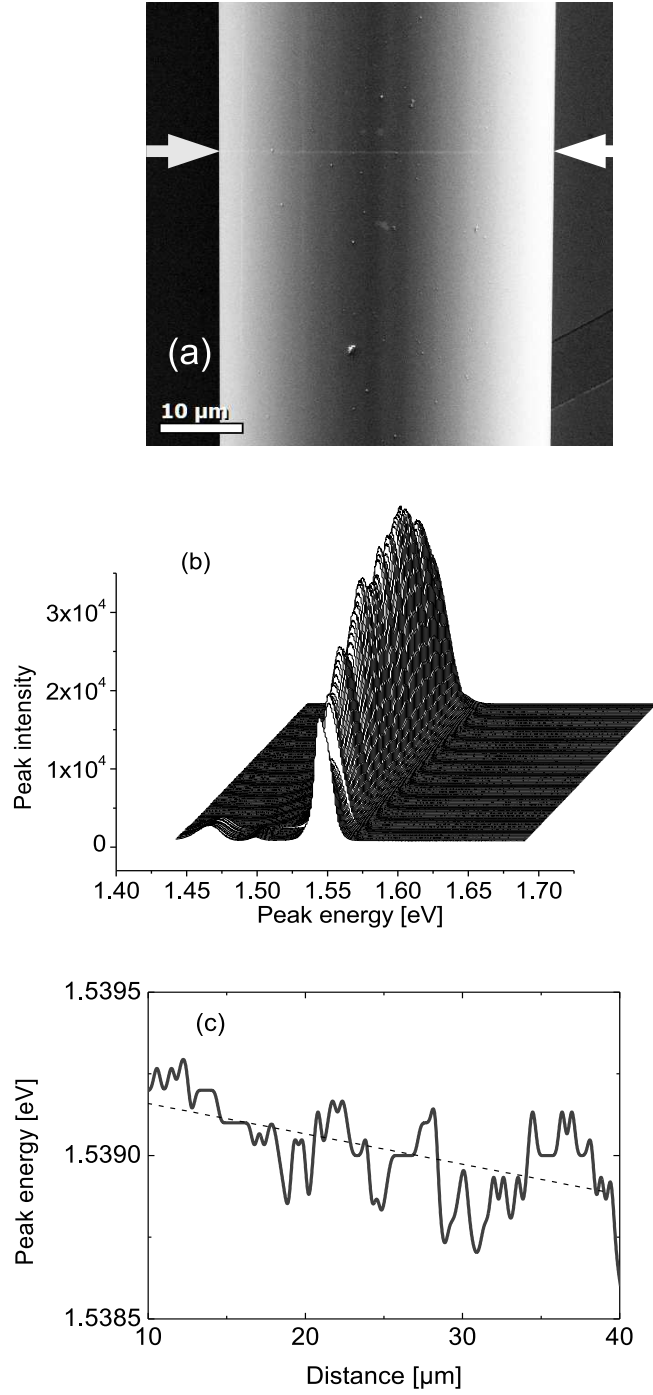 (a)
10 µm
(b)
3x10⁴
2x10⁴
1x10⁴
0
Peak intensity
1.40 1.45 1.50 1.55 1.60 1.65 1.70
Peak energy [eV]
(c)
1.5395
1.5390
1.5385
Peak energy [eV]
10 20 30 40
Distance [µm]